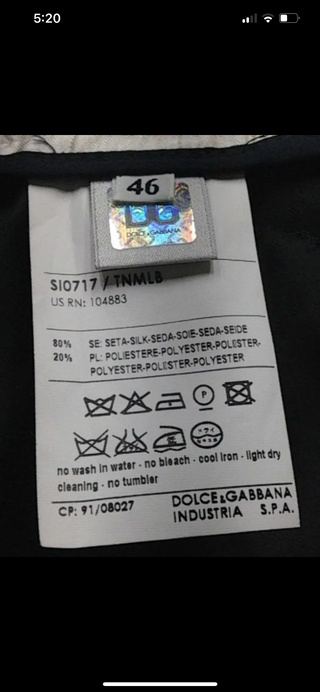 5:20
46
DG
DOLCE&GABBANA
SI0717 / TNMLB
US RN: 104883
80% SE: SETA-SILK-SEDA-SOIE-SEDA-SEIDE
20% PL: POLIESTERE-POLYESTER-POLIESTER-
POLYESTER-POLIESTER-POLYESTER
P
no wash in water - no bleach - cool iron - light dry
cleaning - no tumbler
CP: 91/08027
DOLCE&GABBANA
INDUSTRIA S.P.A.